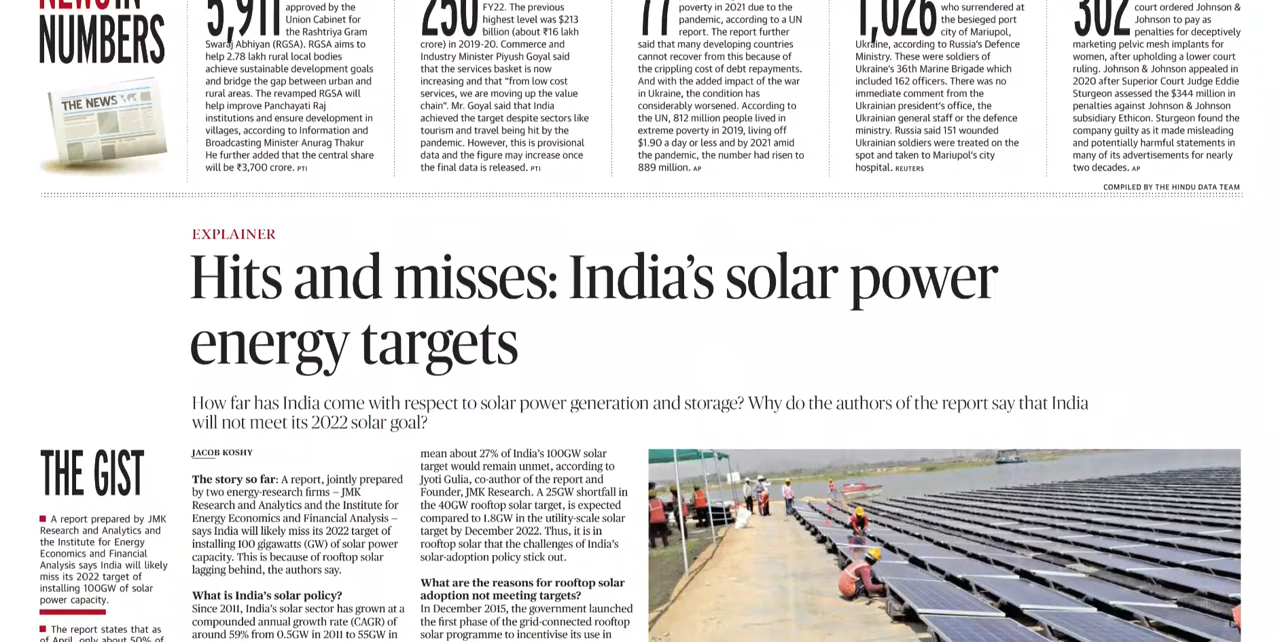 NEWS IN
NUMBERS
THE NEWS
5,911
approved by the
Union Cabinet for
the Rashtriya Gram
Swaraj Abhiyan (RGSA). RGSA aims to
help 2.78 lakh rural local bodies
achieve sustainable development goals
and bridge the gap between urban and
rural areas. The revamped RGSA will
help improve Panchayati Raj
institutions and ensure development in
villages, according to Information and
Broadcasting Minister Anurag Thakur
He further added that the central share
will be ₹3,700 crore. PTI
250
FY22. The previous
highest level was $213
billion (about ₹16 lakh
crore) in 2019-20. Commerce and
Industry Minister Piyush Goyal said
that the services basket is now
increasing and that "from low cost
services, we are moving up the value
chain". Mr. Goyal said that India
achieved the target despite sectors like
tourism and travel being hit by the
pandemic. However, this is provisional
data and the figure may increase once
the final data is released. PTI
77
poverty in 2021 due to the
pandemic, according to a UN
report. The report further
said that many developing countries
cannot recover from this because of
the crippling cost of debt repayments.
And with the added impact of the war
in Ukraine, the condition has
considerably worsened. According to
the UN, 812 million people lived in
extreme poverty in 2019, living off
$1.90 a day or less and by 2021 amid
the pandemic, the number had risen to
889 million. AP
1,026
who surrendered at
the besieged port
city of Mariupol,
Ukraine, according to Russia's Defence
Ministry. These were soldiers of
Ukraine's 36th Marine Brigade which
included 162 officers. There was no
immediate comment from the
Ukrainian president's office, the
Ukrainian general staff or the defence
ministry. Russia said 151 wounded
Ukrainian soldiers were treated on the
spot and taken to Mariupol's city
hospital. REUTERS
302
court ordered Johnson &
Johnson to pay as
penalties for deceptively
marketing pelvic mesh implants for
women, after upholding a lower court
ruling. Johnson & Johnson appealed in
2020 after Superior Court Judge Eddie
Sturgeon assessed the $344 million in
penalties against Johnson & Johnson
subsidiary Ethicon. Sturgeon found the
company guilty as it made misleading
and potentially harmful statements in
many of its advertisements for nearly
two decades. AP
COMPILED BY THE HINDU DATA TEAM
EXPLAINER
Hits and misses: India's solar power
energy targets
How far has India come with respect to solar power generation and storage? Why do the authors of the report say that India
will not meet its 2022 solar goal?
THE GIST
A report prepared by JMK
Research and Analytics and
the Institute for Energy
Economics and Financial
Analysis says India will likely
miss its 2022 target of
installing 100GW of solar
power capacity.
The report states that as
of April, only about 50% of
JACOB KOSHY
The story so far: A report, jointly prepared
by two energy-research firms – JMK
Research and Analytics and the Institute for
Energy Economics and Financial Analysis –
says India will likely miss its 2022 target of
installing 100 gigawatts (GW) of solar power
capacity. This is because of rooftop solar
lagging behind, the authors say.
What is India's solar policy?
Since 2011, India's solar sector has grown at a
compounded annual growth rate (CAGR) of
around 59% from 0.5GW in 2011 to 55GW in
mean about 27% of India's 100GW solar
target would remain unmet, according to
Jyoti Gulia, co-author of the report and
Founder, JMK Research. A 25GW shortfall in
the 40GW rooftop solar target, is expected
compared to 1.8GW in the utility-scale solar
target by December 2022. Thus, it is in
rooftop solar that the challenges of India's
solar-adoption policy stick out.
What are the reasons for rooftop solar
adoption not meeting targets?
In December 2015, the government launched
the first phase of the grid-connected rooftop
solar programme to incentivise its use in